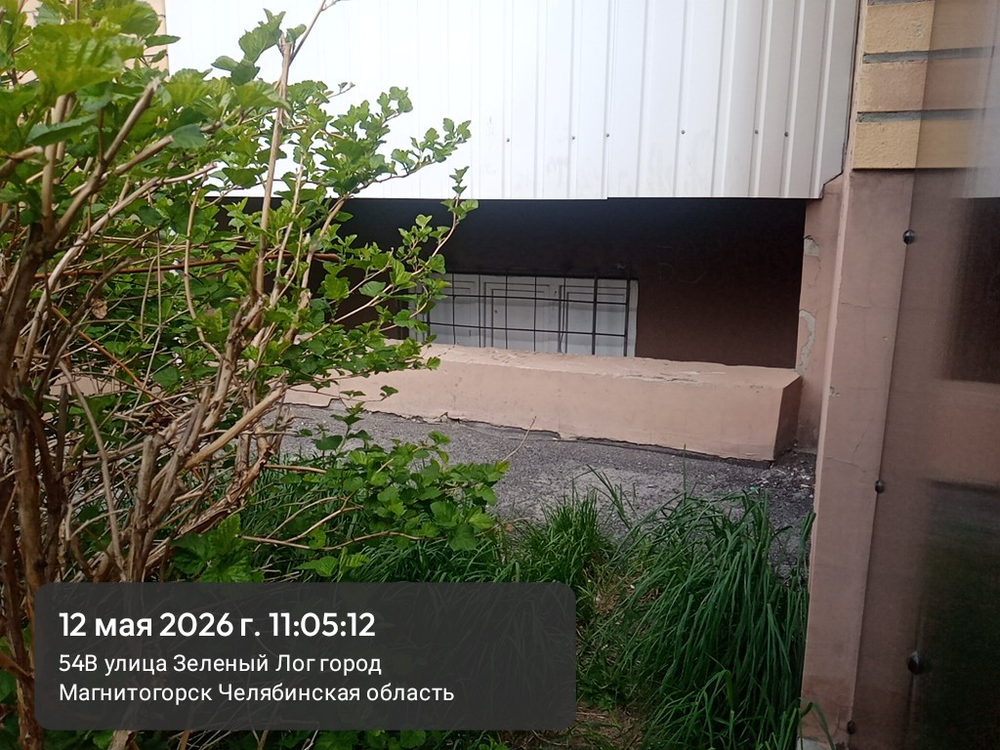 12 мая 2026 г. 11:05:12
54В улица Зеленый Лог город
Магнитогорск Челябинская область